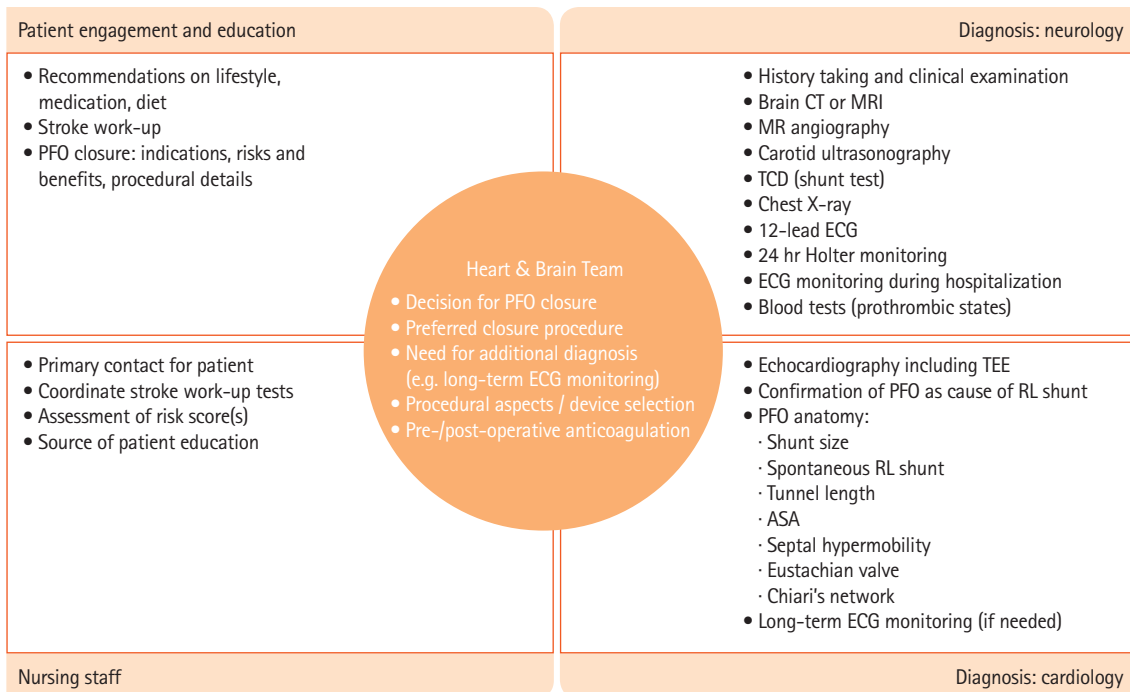 Patient engagement and education
• Recommendations on lifestyle,
medication, diet
• Stroke work-up
• PFO closure: indications, risks and
benefits, procedural details
Diagnosis: neurology
• History taking and clinical examination
• Brain CT or MRI
• MR angiography
• Carotid ultrasonography
• TCD (shunt test)
• Chest X-ray
• 12-lead ECG
• 24 hr Holter monitoring
• ECG monitoring during hospitalization
• Blood tests (prothrombic states)
Heart & Brain Team
• Decision for PFO closure
• Preferred closure procedure
• Need for additional diagnosis
(e.g. long-term ECG monitoring)
• Procedural aspects / device selection
• Pre-/post-operative anticoagulation
• Primary contact for patient
• Coordinate stroke work-up tests
• Assessment of risk score(s)
• Source of patient education
Nursing staff
• Echocardiography including TEE
• Confirmation of PFO as cause of RL shunt
• PFO anatomy:
· Shunt size
· Spontaneous RL shunt
· Tunnel length
· ASA
· Septal hypermobility
· Eustachian valve
· Chiari's network
• Long-term ECG monitoring (if needed)
Diagnosis: cardiology